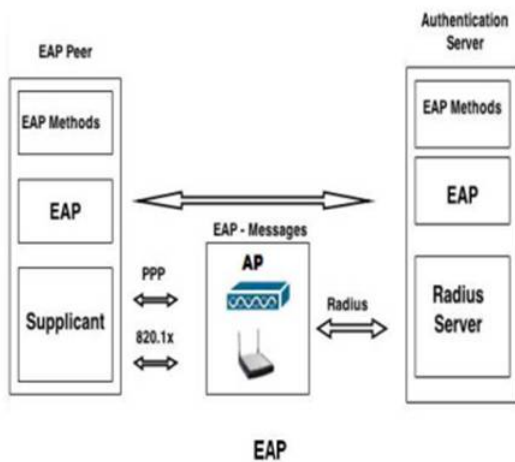 EAP Peer
EAP Methods
EAP
Supplicant
EAP - Messages
PPP
820.1x
AP
Radius
Authentication
Server
EAP Methods
EAP
Radius
Server
EAP